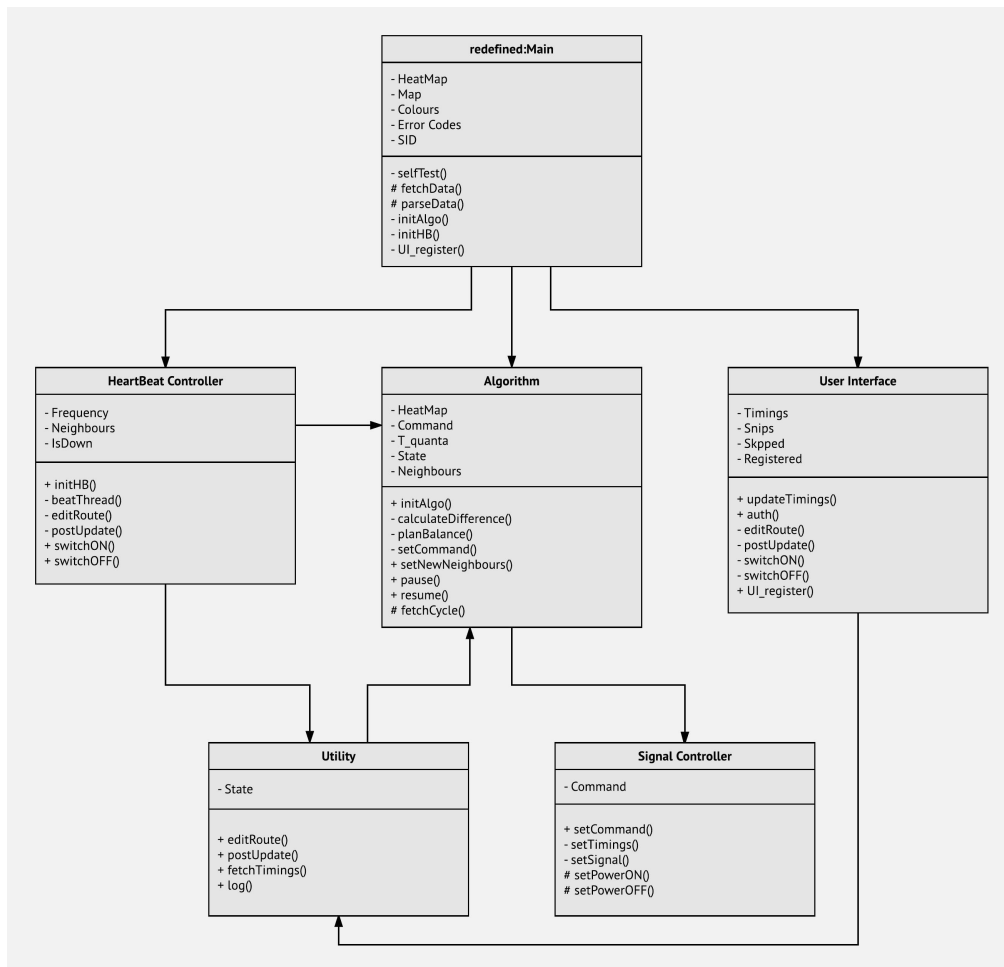 redefined:Main
- HeatMap
- Map
- Colours
- Error Codes
- SID
- selfTest()
# fetchData()
# parseData()
- initAlgo()
- initHB()
- UI_register()
HeartBeat Controller
- Frequency
- Neighbours
- IsDown
+ initHB()
- beatThread()
- editRoute()
- postUpdate()
+ switchON()
+ switchOFF()
Algorithm
- HeatMap
- Command
- T_quanta
- State
- Neighbours
+ initAlgo()
- calculateDifference()
- planBalance()
- setCommand()
+ setNewNeighbours()
+ pause()
+ resume()
# fetchCycle()
User Interface
- Timings
- Snips
- Skpped
- Registered
+ updateTimings()
+ auth()
- editRoute()
- postUpdate()
- switchON()
- switchOFF()
+ UI_register()
Utility
- State
+ editRoute()
+ postUpdate()
+ fetchTimings()
+ log()
Signal Controller
- Command
+ setCommand()
- setTimings()
- setSignal()
# setPowerON()
# setPowerOFF()